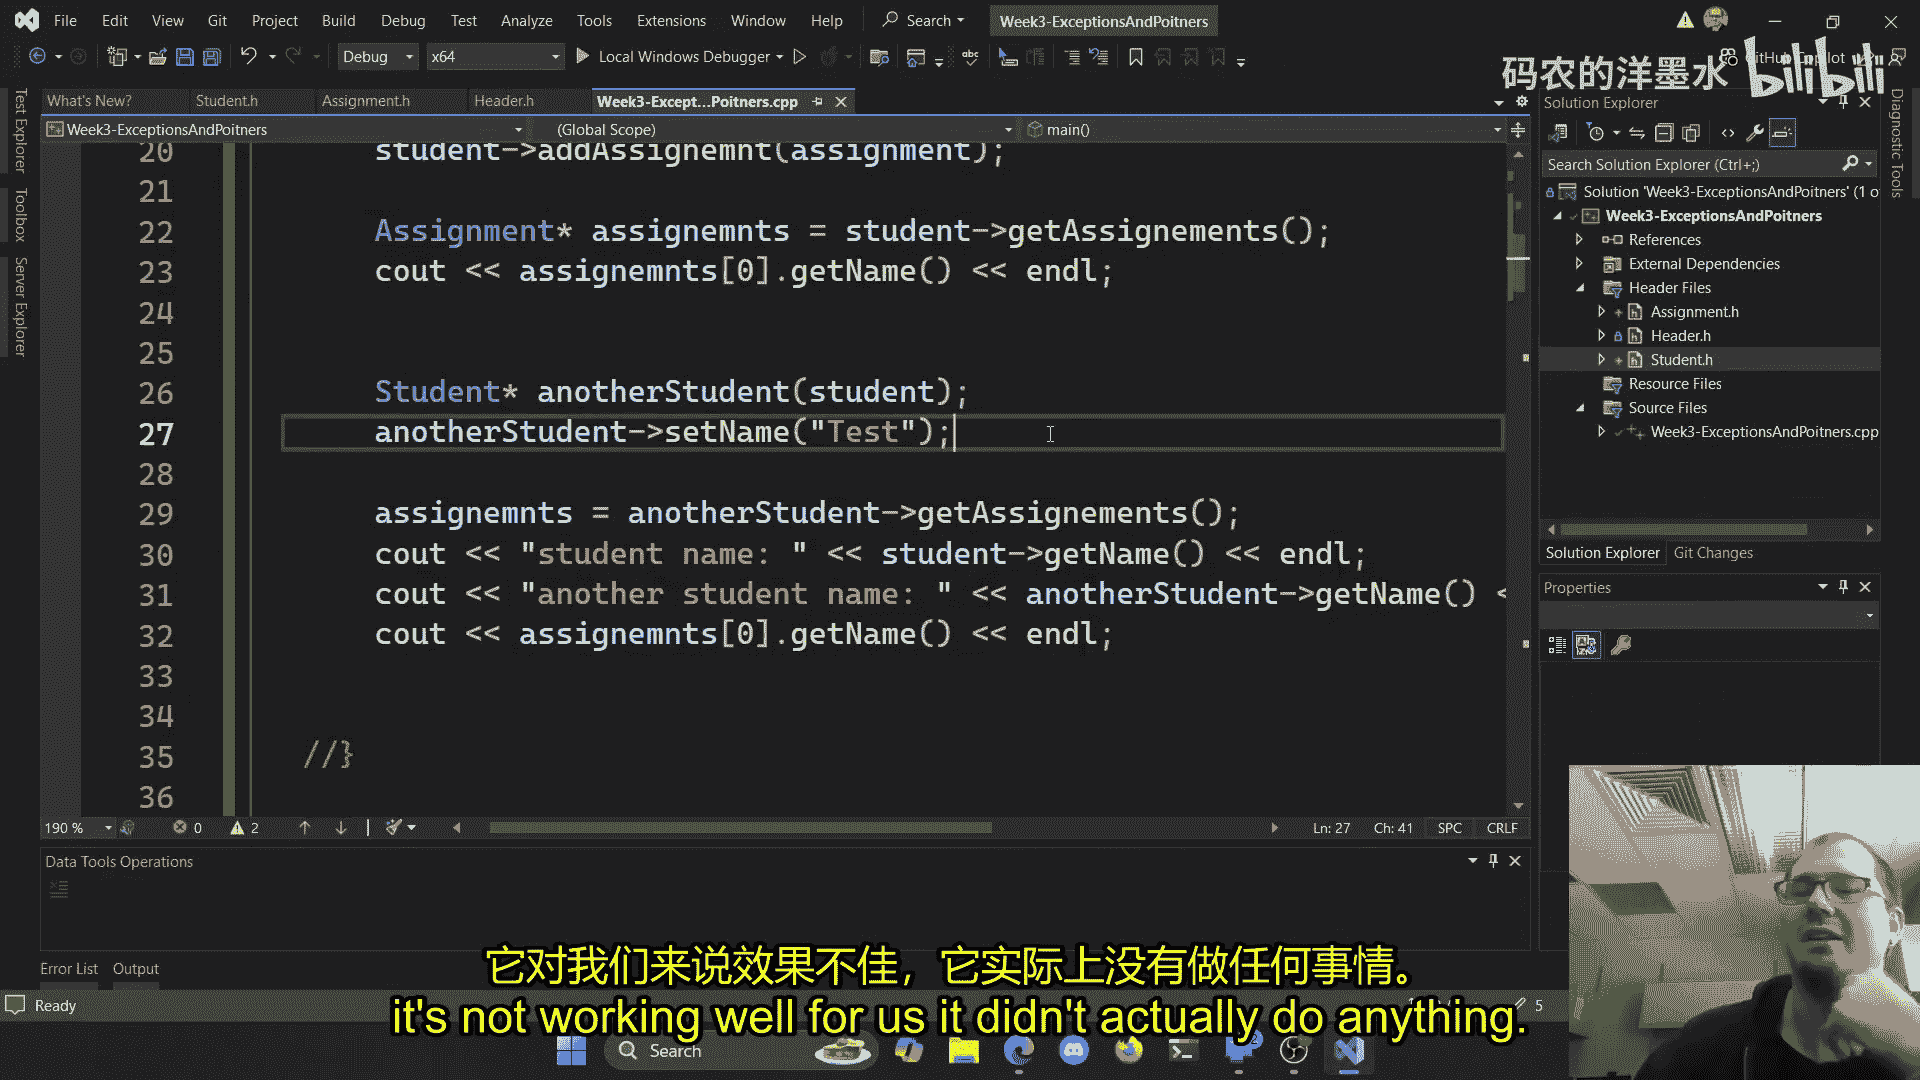 File Edit View Git Project Build Debug Test Analyze Tools Extensions Window Help Search Week3-ExceptionsAndPoitners
Debug x64 Local Windows Debugger
码农的洋墨水 bilibili
What's New? Student.h Assignment.h Header.h Week3-Except...Poitners.cpp
Week3-ExceptionsAndPoitners (Global Scope) main()
20 student->addAssignemnt(assignment);
21
22 Assignment* assignemnts = student->getAssignements();
23 cout << assignemnts[0].getName() << endl;
24
25
26 Student* anotherStudent(student);
27 anotherStudent->setName("Test");
28
29 assignemnts = anotherStudent->getAssignements();
30 cout << "student name: " << student->getName() << endl;
31 cout << "another student name: " << anotherStudent->getName() <
32 cout << assignemnts[0].getName() << endl;
33
34
35 //}
36
190 % 0 2 Ln: 27 Ch: 41 SPC CRLF
Test Explorer
Toolbox
Server Explorer
Diagnostic Tools
Solution Explorer
Search Solution Explorer (Ctrl+;)
Solution 'Week3-ExceptionsAndPoitners' (1 o
Week3-ExceptionsAndPoitners
References
External Dependencies
Header Files
Assignment.h
Header.h
Student.h
Resource Files
Source Files
Week3-ExceptionsAndPoitners.cpp
Solution Explorer Git Changes
Properties
Data Tools Operations
Error List Output
Ready
5
它对我们来说效果不佳，它实际上没有做任何事情。
it's not working well for us it didn't actually do anything.
Search